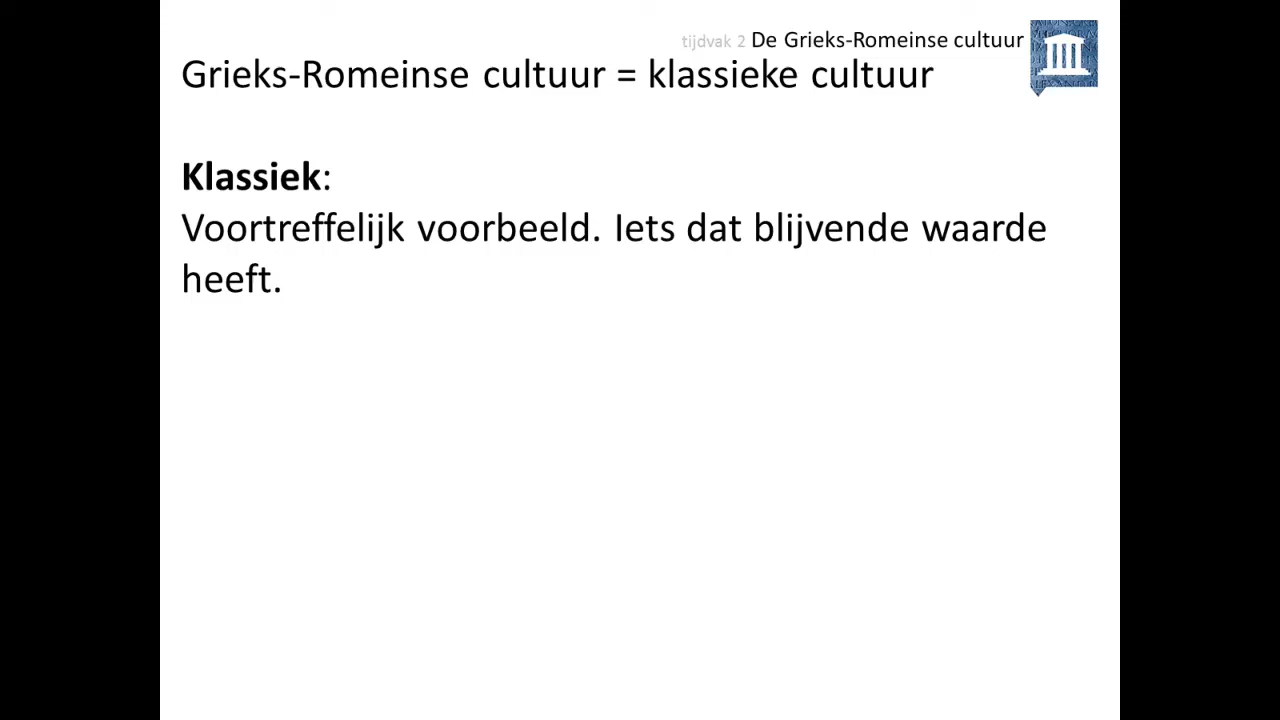 tijdvak 2 De Grieks-Romeinse cultuur
Grieks-Romeinse cultuur = klassieke cultuur
Klassiek:
Voortreffelijk voorbeeld. Iets dat blijvende waarde
heeft.